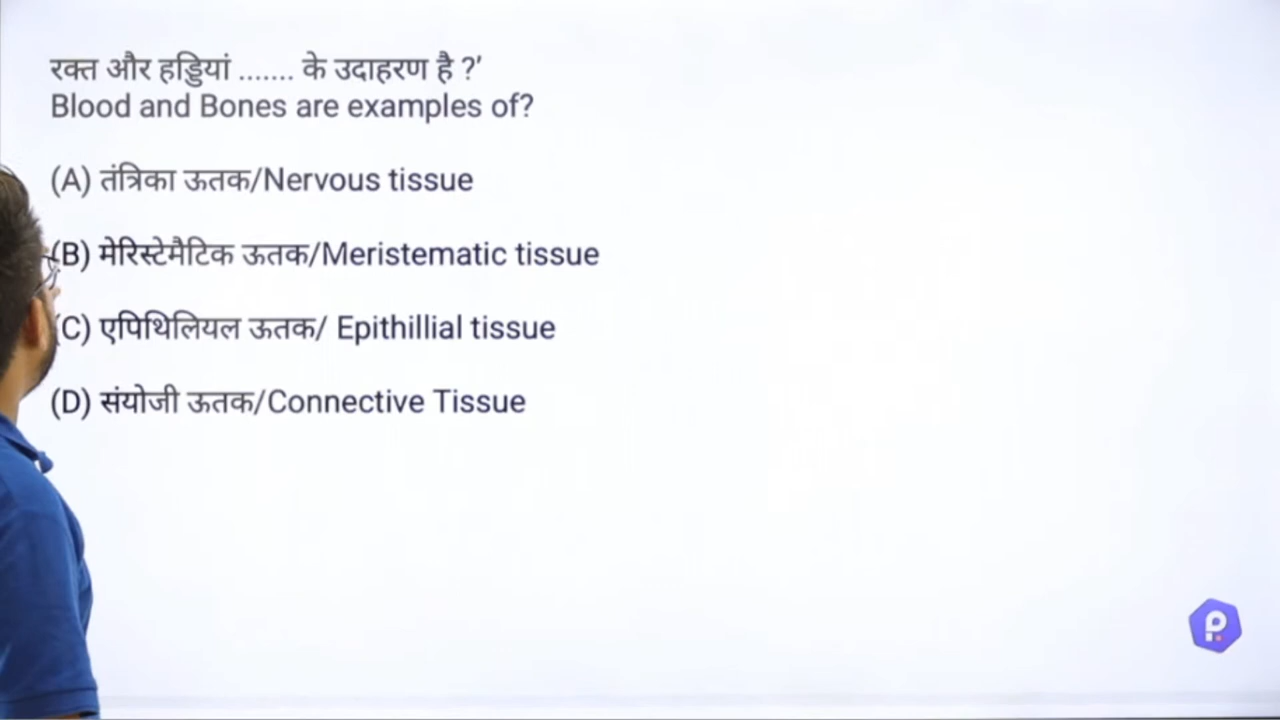 रक्त और हड्डियां ....... के उदाहरण है ?'
Blood and Bones are examples of?
(A) तंत्रिका ऊतक/Nervous tissue
(B) मेरिस्टेमैटिक ऊतक/Meristematic tissue
(C) एपिथिलियल ऊतक/ Epithillial tissue
(D) संयोजी ऊतक/Connective Tissue